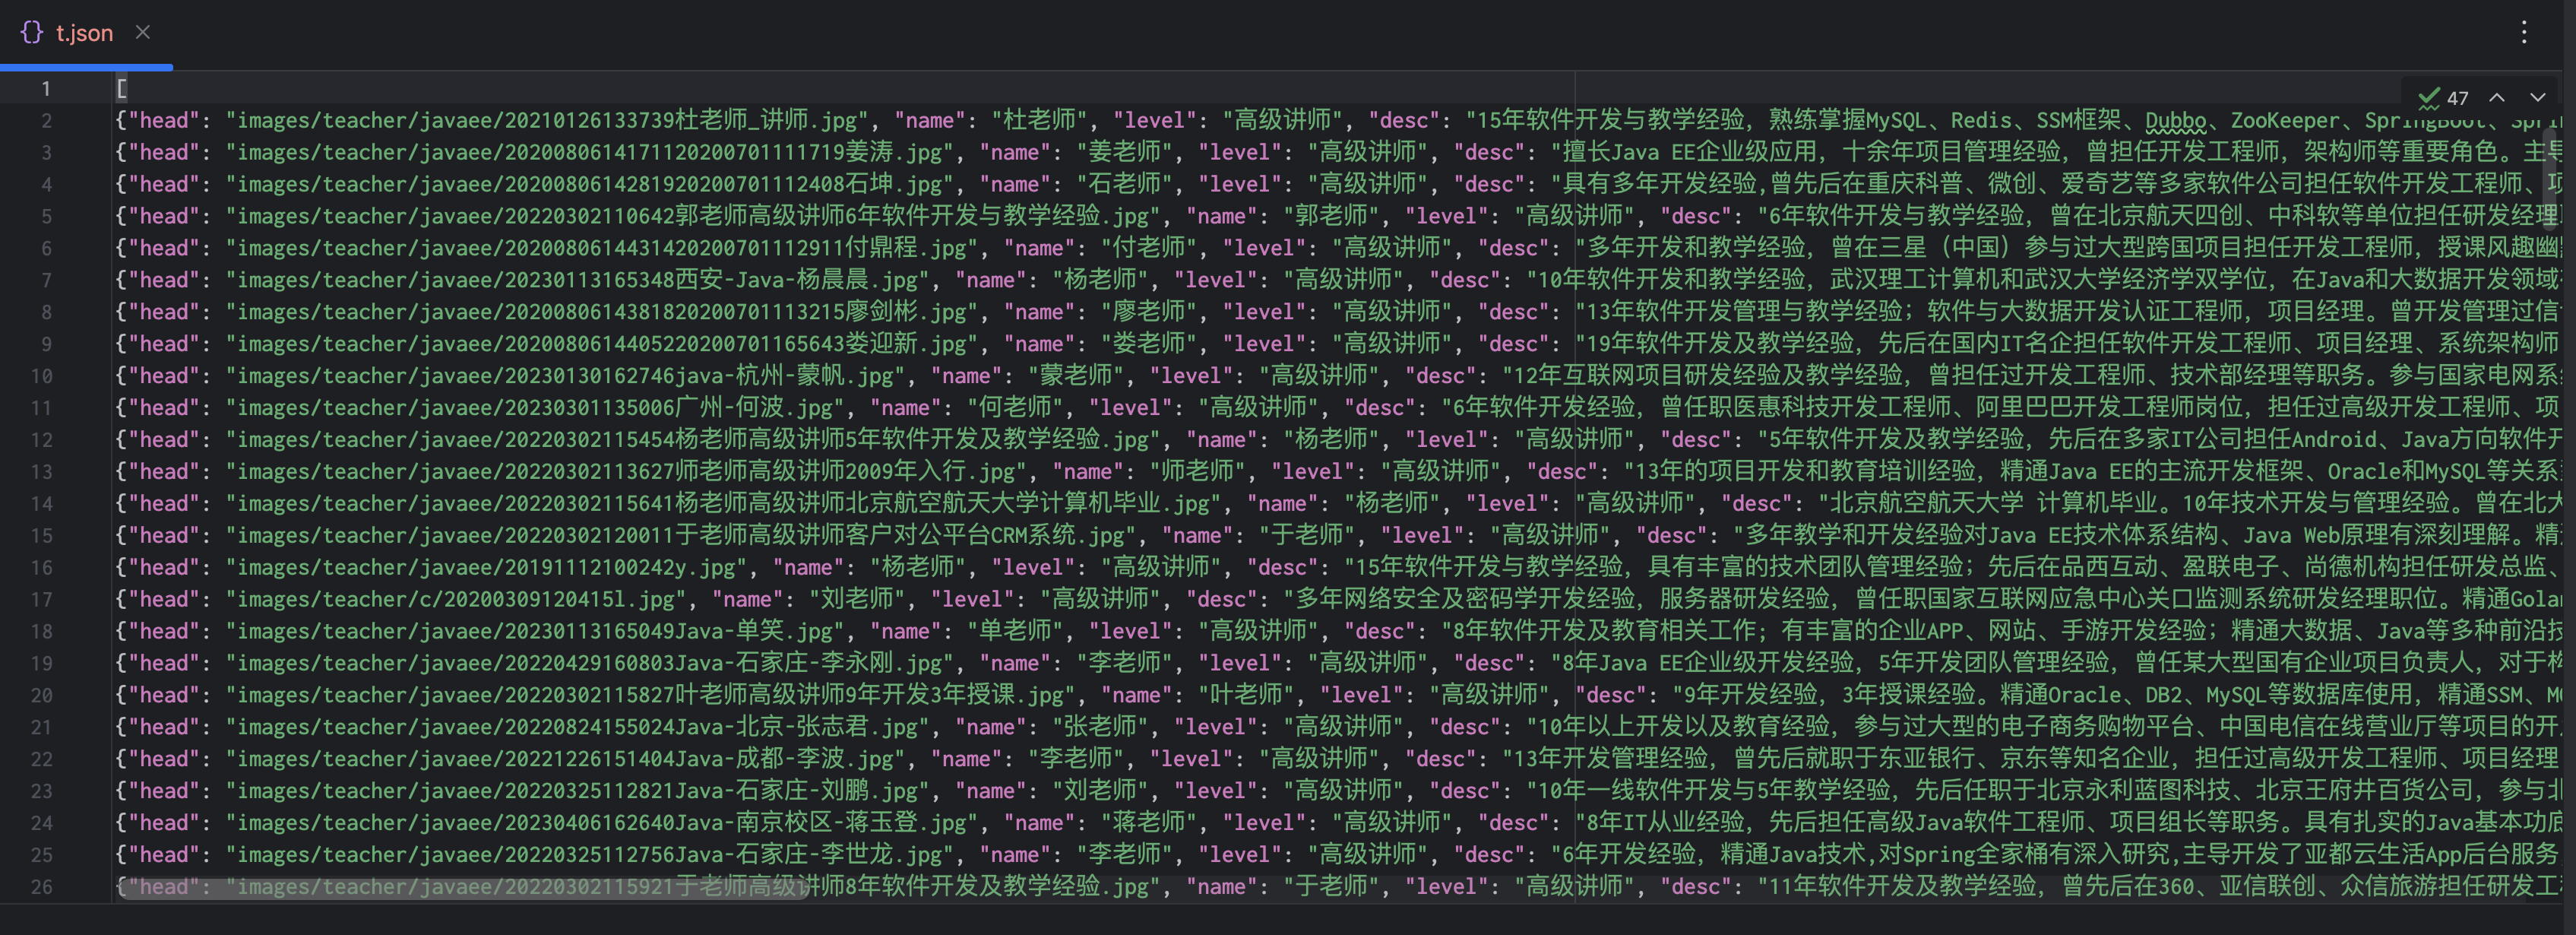 t.json
47
1 [
2 {"head": "images/teacher/javaee/20210126133739杜老师_讲师.jpg", "name": "杜老师", "level": "高级讲师", "desc": "15年软件开发与教学经验, 熟练掌握MySQL、Redis、SSM框架、Dubbo、ZooKeeper、SpringBoot、Spri
3 {"head": "images/teacher/javaee/20200806141711202007011​11719姜涛.jpg", "name": "姜老师", "level": "高级讲师", "desc": "擅长Java EE企业级应用, 十余年项目管理经验, 曾担任开发工程师, 架构师等重要角色。主导
4 {"head": "images/teacher/javaee/2020080614281920200701112408石坤.jpg", "name": "石老师", "level": "高级讲师", "desc": "具有多年开发经验,曾先后在重庆科普、微创、爱奇艺等多家软件公司担任软件开发工程师、项
5 {"head": "images/teacher/javaee/20220302110642郭老师高级讲师6年软件开发与教学经验.jpg", "name": "郭老师", "level": "高级讲师", "desc": "6年软件开发与教学经验, 曾在北京航天四创、中科软等单位担任研发经理
6 {"head": "images/teacher/javaee/2020080614431420200701112911付鼎程.jpg", "name": "付老师", "level": "高级讲师", "desc": "多年开发和教学经验, 曾在三星（中国）参与过大型跨国项目担任开发工程师, 授课风趣幽
7 {"head": "images/teacher/javaee/20230113165348西安-Java-杨晨晨.jpg", "name": "杨老师", "level": "高级讲师", "desc": "10年软件开发和教学经验, 武汉理工计算机和武汉大学经济学双学位, 在Java和大数据开发领域
8 {"head": "images/teacher/javaee/2020080614381820200701113215廖剑彬.jpg", "name": "廖老师", "level": "高级讲师", "desc": "13年软件开发管理与教学经验；软件与大数据开发认证工程师, 项目经理。曾开发管理过信
9 {"head": "images/teacher/javaee/2020080614405220200701165643娄迎新.jpg", "name": "娄老师", "level": "高级讲师", "desc": "19年软件开发及教学经验, 先后在国内IT名企担任软件开发工程师、项目经理、系统架构师
10 {"head": "images/teacher/javaee/20230130162746java-杭州-蒙帆.jpg", "name": "蒙老师", "level": "高级讲师", "desc": "12年互联网项目研发经验及教学经验, 曾担任过开发工程师、技术部经理等职务。参与国家电网系
11 {"head": "images/teacher/javaee/20230301135006广州-何波.jpg", "name": "何老师", "level": "高级讲师", "desc": "6年软件开发经验, 曾任职医惠科技开发工程师、阿里巴巴开发工程师岗位, 担任过高级开发工程师、项
12 {"head": "images/teacher/javaee/20220302115454杨老师高级讲师5年软件开发及教学经验.jpg", "name": "杨老师", "level": "高级讲师", "desc": "5年软件开发及教学经验, 先后在多家IT公司担任Android、Java方向软件开
13 {"head": "images/teacher/javaee/20220302113627师老师高级讲师2009年入行.jpg", "name": "师老师", "level": "高级讲师", "desc": "13年的项目开发和教育培训经验, 精通Java EE的主流开发框架、Oracle和MySQL等关系
14 {"head": "images/teacher/javaee/20220302115641杨老师高级讲师北京航空航天大学计算机毕业.jpg", "name": "杨老师", "level": "高级讲师", "desc": "北京航空航天大学 计算机毕业。10年技术开发与管理经验。曾在北大
15 {"head": "images/teacher/javaee/20220302120011于老师高级讲师客户对公平台CRM系统.jpg", "name": "于老师", "level": "高级讲师", "desc": "多年教学和开发经验对Java EE技术体系结构、Java Web原理有深刻理解。精
16 {"head": "images/teacher/javaee/20191112100242y.jpg", "name": "杨老师", "level": "高级讲师", "desc": "15年软件开发与教学经验, 具有丰富的技术团队管理经验；先后在品西互动、盈联电子、尚德机构担任研发总监、
17 {"head": "images/teacher/c/20200309120415l.jpg", "name": "刘老师", "level": "高级讲师", "desc": "多年网络安全及密码学开发经验, 服务器研发经验, 曾任职国家互联网应急中心关口监测系统研发经理职位。精通Gola
18 {"head": "images/teacher/javaee/20230113165049Java-单笑.jpg", "name": "单老师", "level": "高级讲师", "desc": "8年软件开发及教育相关工作；有丰富的企业APP、网站、手游开发经验；精通大数据、Java等多种前沿技
19 {"head": "images/teacher/javaee/20220429160803Java-石家庄-李永刚.jpg", "name": "李老师", "level": "高级讲师", "desc": "8年Java EE企业级开发经验, 5年开发团队管理经验, 曾任某大型国有企业项目负责人, 对于构
20 {"head": "images/teacher/javaee/20220302115827叶老师高级讲师9年开发3年授课.jpg", "name": "叶老师", "level": "高级讲师", "desc": "9年开发经验, 3年授课经验。精通Oracle、DB2、MySQL等数据库使用, 精通SSM、MQ
21 {"head": "images/teacher/javaee/20220824155024Java-北京-张志君.jpg", "name": "张老师", "level": "高级讲师", "desc": "10年以上开发以及教育经验, 参与过大型的电子商务购物平台、中国电信在线营业厅等项目的开
22 {"head": "images/teacher/javaee/20221226151404Java-成都-李波.jpg", "name": "李老师", "level": "高级讲师", "desc": "13年开发管理经验, 曾先后就职于东亚银行、京东等知名企业, 担任过高级开发工程师、项目经理
23 {"head": "images/teacher/javaee/20220325112821Java-石家庄-刘鹏.jpg", "name": "刘老师", "level": "高级讲师", "desc": "10年一线软件开发与5年教学经验, 先后任职于北京永利蓝图科技、北京王府井百货公司, 参与北
24 {"head": "images/teacher/javaee/20230406162640Java-南京校区-蒋玉登.jpg", "name": "蒋老师", "level": "高级讲师", "desc": "8年IT从业经验, 先后担任高级Java软件工程师、项目组长等职务。具有扎实的Java基本功底
25 {"head": "images/teacher/javaee/20220325112756Java-石家庄-李世龙.jpg", "name": "李老师", "level": "高级讲师", "desc": "6年开发经验, 精通Java技术,对Spring全家桶有深入研究,主导开发了亚都云生活App后台服务
26 {"head": "images/teacher/javaee/20220302115921于老师高级讲师8年软件开发及教学经验.jpg", "name": "于老师", "level": "高级讲师", "desc": "11年软件开发及教学经验, 曾先后在360、亚信联创、众信旅游担任研发工